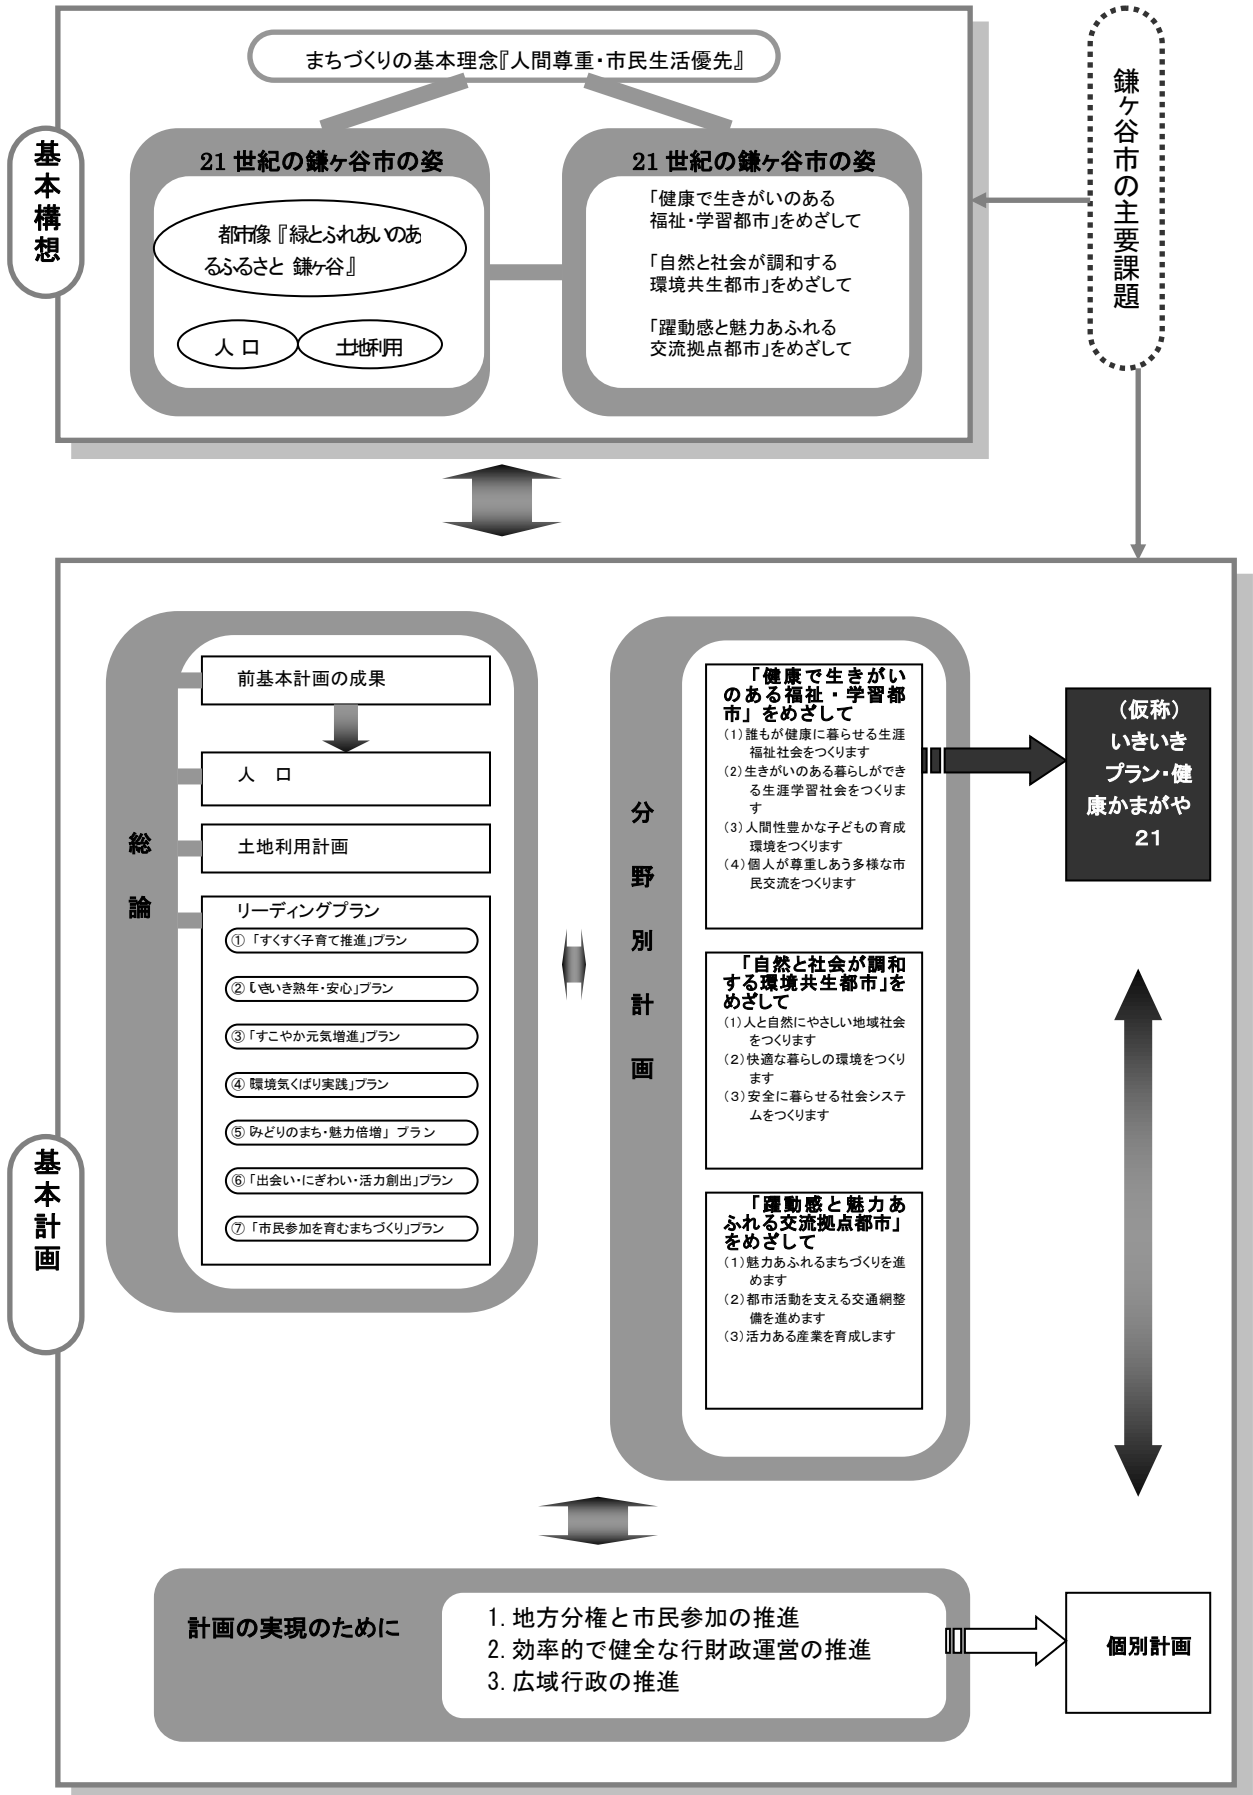 まちづくりの基本理念『人間尊重・市民生活優先』
基本構想
21世紀の鎌ケ谷市の姿
都市像『緑とふれあいのあ
るふるさと 鎌ケ谷』
人 口
土地利用
21世紀の鎌ケ谷市の姿
「健康で生きがいのある
福祉・学習都市」をめざして
「自然と社会が調和する
環境共生都市」をめざして
「躍動感と魅力あふれる
交流拠点都市」をめざして
鎌ケ谷市の主要課題
基本計画
総論
前基本計画の成果
人 口
土地利用計画
リーディングプラン
①「すくすく子育て推進」プラン
②「いきいき熟年・安心」プラン
③「すこやか元気増進」プラン
④「環境気くばり実践」プラン
⑤「みどりのまち・魅力倍増」プラン
⑥「出会い・にぎわい・活力創出」プラン
⑦「市民参加を育むまちづくり」プラン
分野別計画
「健康で生きがい
のある福祉・学習都
市」をめざして
(1)誰もが健康に暮らせる生涯
福祉社会をつくります
(2)生きがいのある暮らしができ
る生涯学習社会をつくりま
す
(3)人間性豊かな子どもの育成
環境をつくります
(4)個人が尊重しあう多様な市
民交流をつくります
「自然と社会が調和
する環境共生都市」を
めざして
(1)人と自然にやさしい地域社会
をつくります
(2)快適な暮らしの環境をつくり
ます
(3)安全に暮らせる社会システ
ムをつくります
「躍動感と魅力あ
ふれる交流拠点都市」
をめざして
(1)魅力あふれるまちづくりを進
めます
(2)都市活動を支える交通網整
備を進めます
(3)活力ある産業を育成します
(仮称)
いきいき
プラン・健
康かまがや
21
計画の実現のために
1. 地方分権と市民参加の推進
2. 効率的で健全な行財政運営の推進
3. 広域行政の推進
個別計画